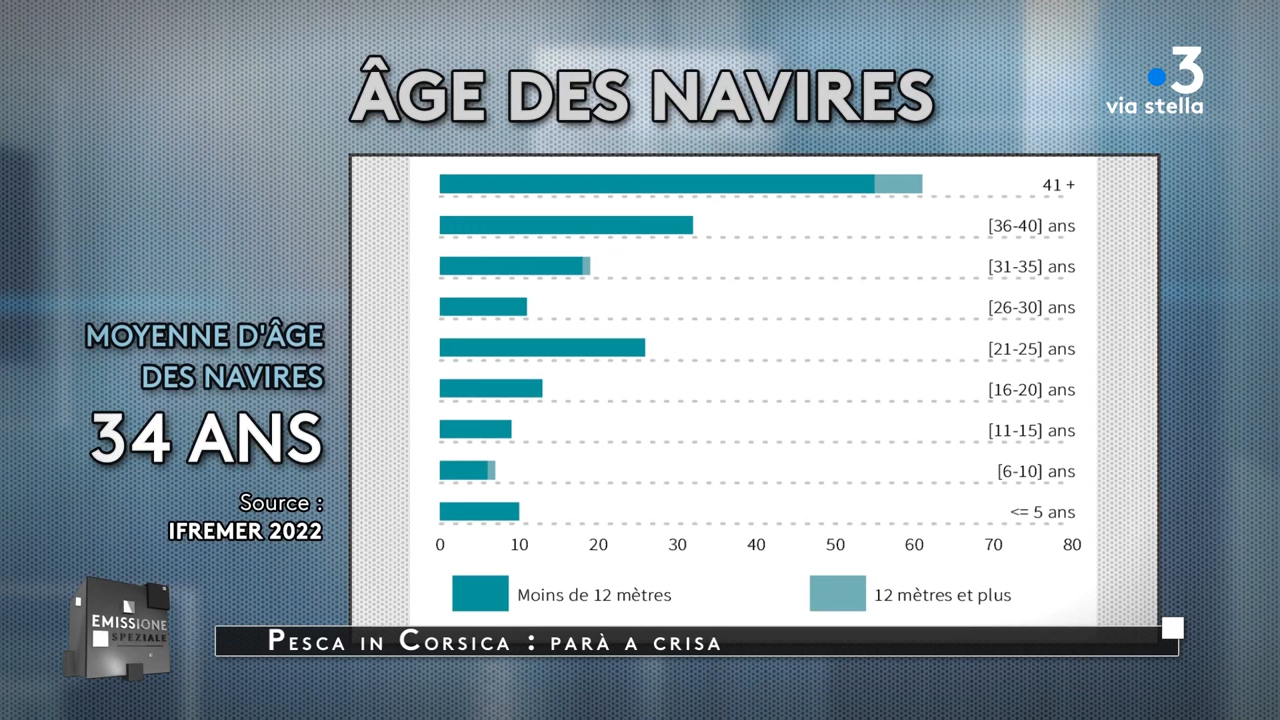 ÂGE DES NAVIRES
3
via stella
41 +
[36-40] ans
[31-35] ans
[26-30] ans
[21-25] ans
[16-20] ans
[11-15] ans
[6-10] ans
<= 5 ans
0 10 20 30 40 50 60 70 80
Moins de 12 mètres
12 mètres et plus
MOYENNE D'ÂGE
DES NAVIRES
34 ANS
Source :
IFREMER 2022
EMISSIONE
SPEZIALE
PESCA IN CORSICA : PARÀ A CRISA